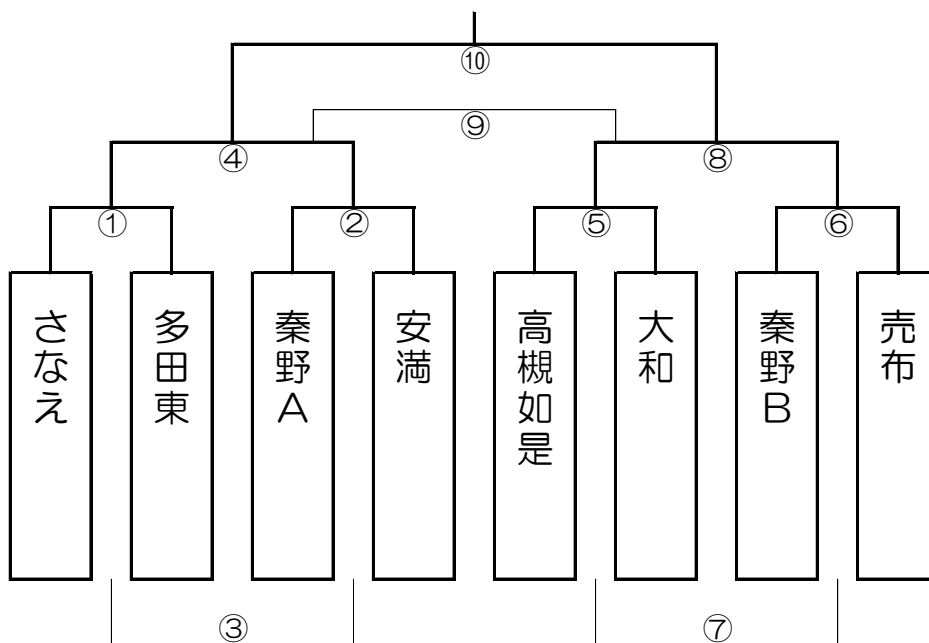 ⑩
⑨
④
⑧
①
②
⑤
⑥
さなえ
多田東
秦野A
安満
高槻如是
大和
秦野B
売布
③
⑦